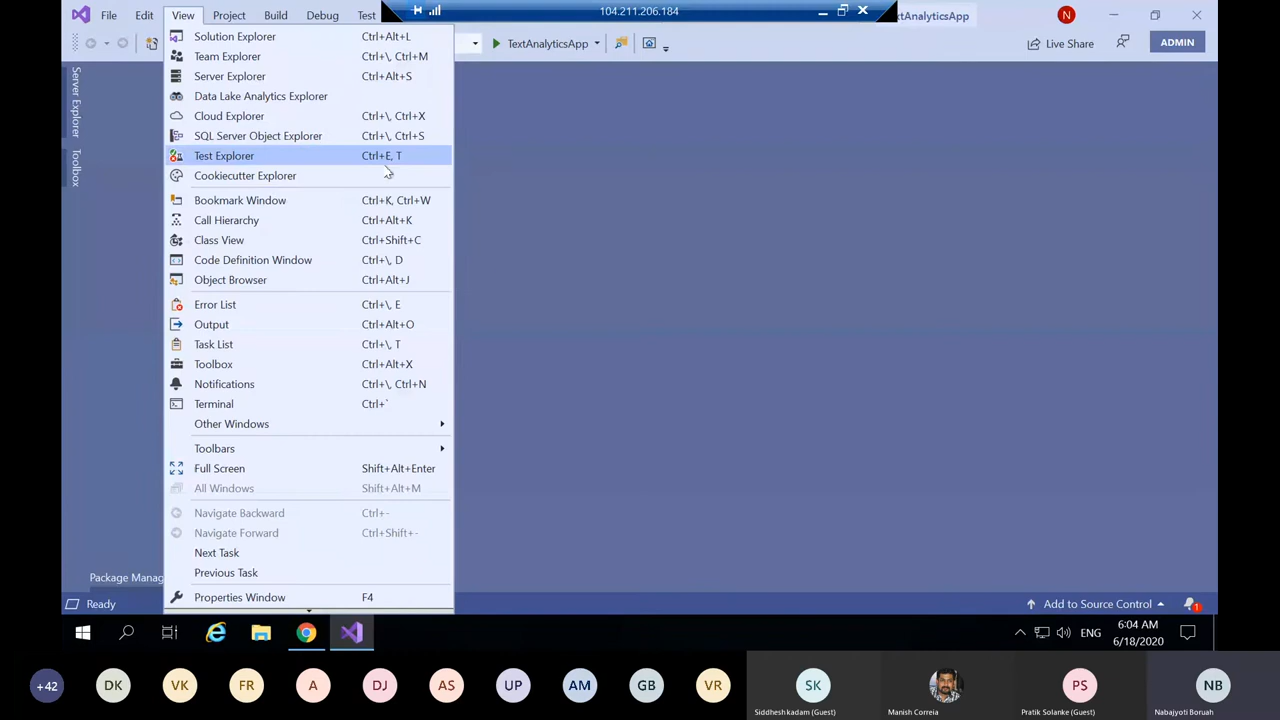 File Edit View Project Build Debug Test 104.211.206.184 xtAnalyticsApp N
TextAnalyticsApp Live Share ADMIN
Server Explorer
Toolbox
Solution Explorer Ctrl+Alt+L
Team Explorer Ctrl+\, Ctrl+M
Server Explorer Ctrl+Alt+S
Data Lake Analytics Explorer
Cloud Explorer Ctrl+\, Ctrl+X
SQL Server Object Explorer Ctrl+\, Ctrl+S
Test Explorer Ctrl+E, T
Cookiecutter Explorer
Bookmark Window Ctrl+K, Ctrl+W
Call Hierarchy Ctrl+Alt+K
Class View Ctrl+Shift+C
Code Definition Window Ctrl+\, D
Object Browser Ctrl+Alt+J
Error List Ctrl+\, E
Output Ctrl+Alt+O
Task List Ctrl+\, T
Toolbox Ctrl+Alt+X
Notifications Ctrl+\, Ctrl+N
Terminal Ctrl+`
Other Windows
Toolbars
Full Screen Shift+Alt+Enter
All Windows Shift+Alt+M
Navigate Backward Ctrl+-
Navigate Forward Ctrl+Shift+-
Next Task
Previous Task
Package Manag
Properties Window F4
Ready Add to Source Control 1
ENG 6:04 AM
6/18/2020
+42 DK VK FR A DJ AS UP AM GB VR SK PS NB
Siddhesh kadam (Guest) Manish Correia Pratik Solanke (Guest) Nabajyoti Boruah